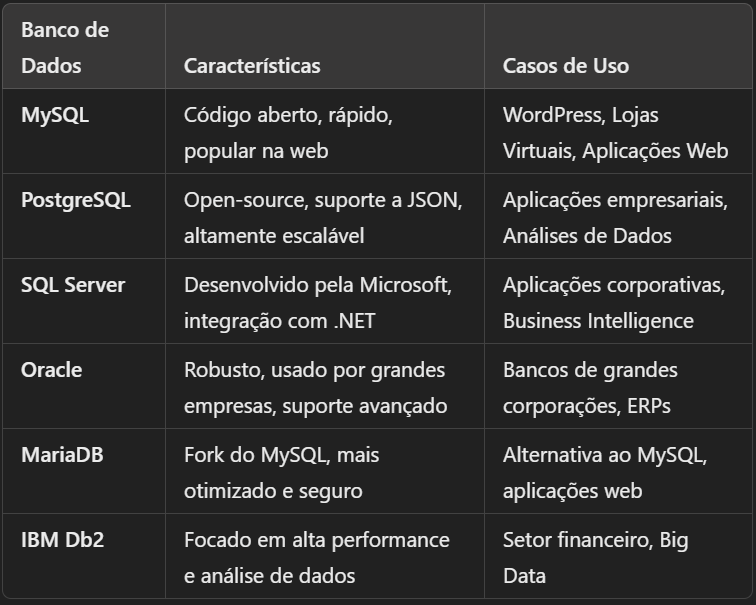 Banco de
Dados
Características
Casos de Uso
MySQL
Código aberto, rápido,
popular na web
WordPress, Lojas
Virtuais, Aplicações Web
PostgreSQL
Open-source, suporte a JSON,
altamente escalável
Aplicações empresariais,
Análises de Dados
SQL Server
Desenvolvido pela Microsoft,
integração com .NET
Aplicações corporativas,
Business Intelligence
Oracle
Robusto, usado por grandes
empresas, suporte avançado
Bancos de grandes
corporações, ERPs
MariaDB
Fork do MySQL, mais
otimizado e seguro
Alternativa ao MySQL,
aplicações web
IBM Db2
Focado em alta performance
e análise de dados
Setor financeiro, Big
Data